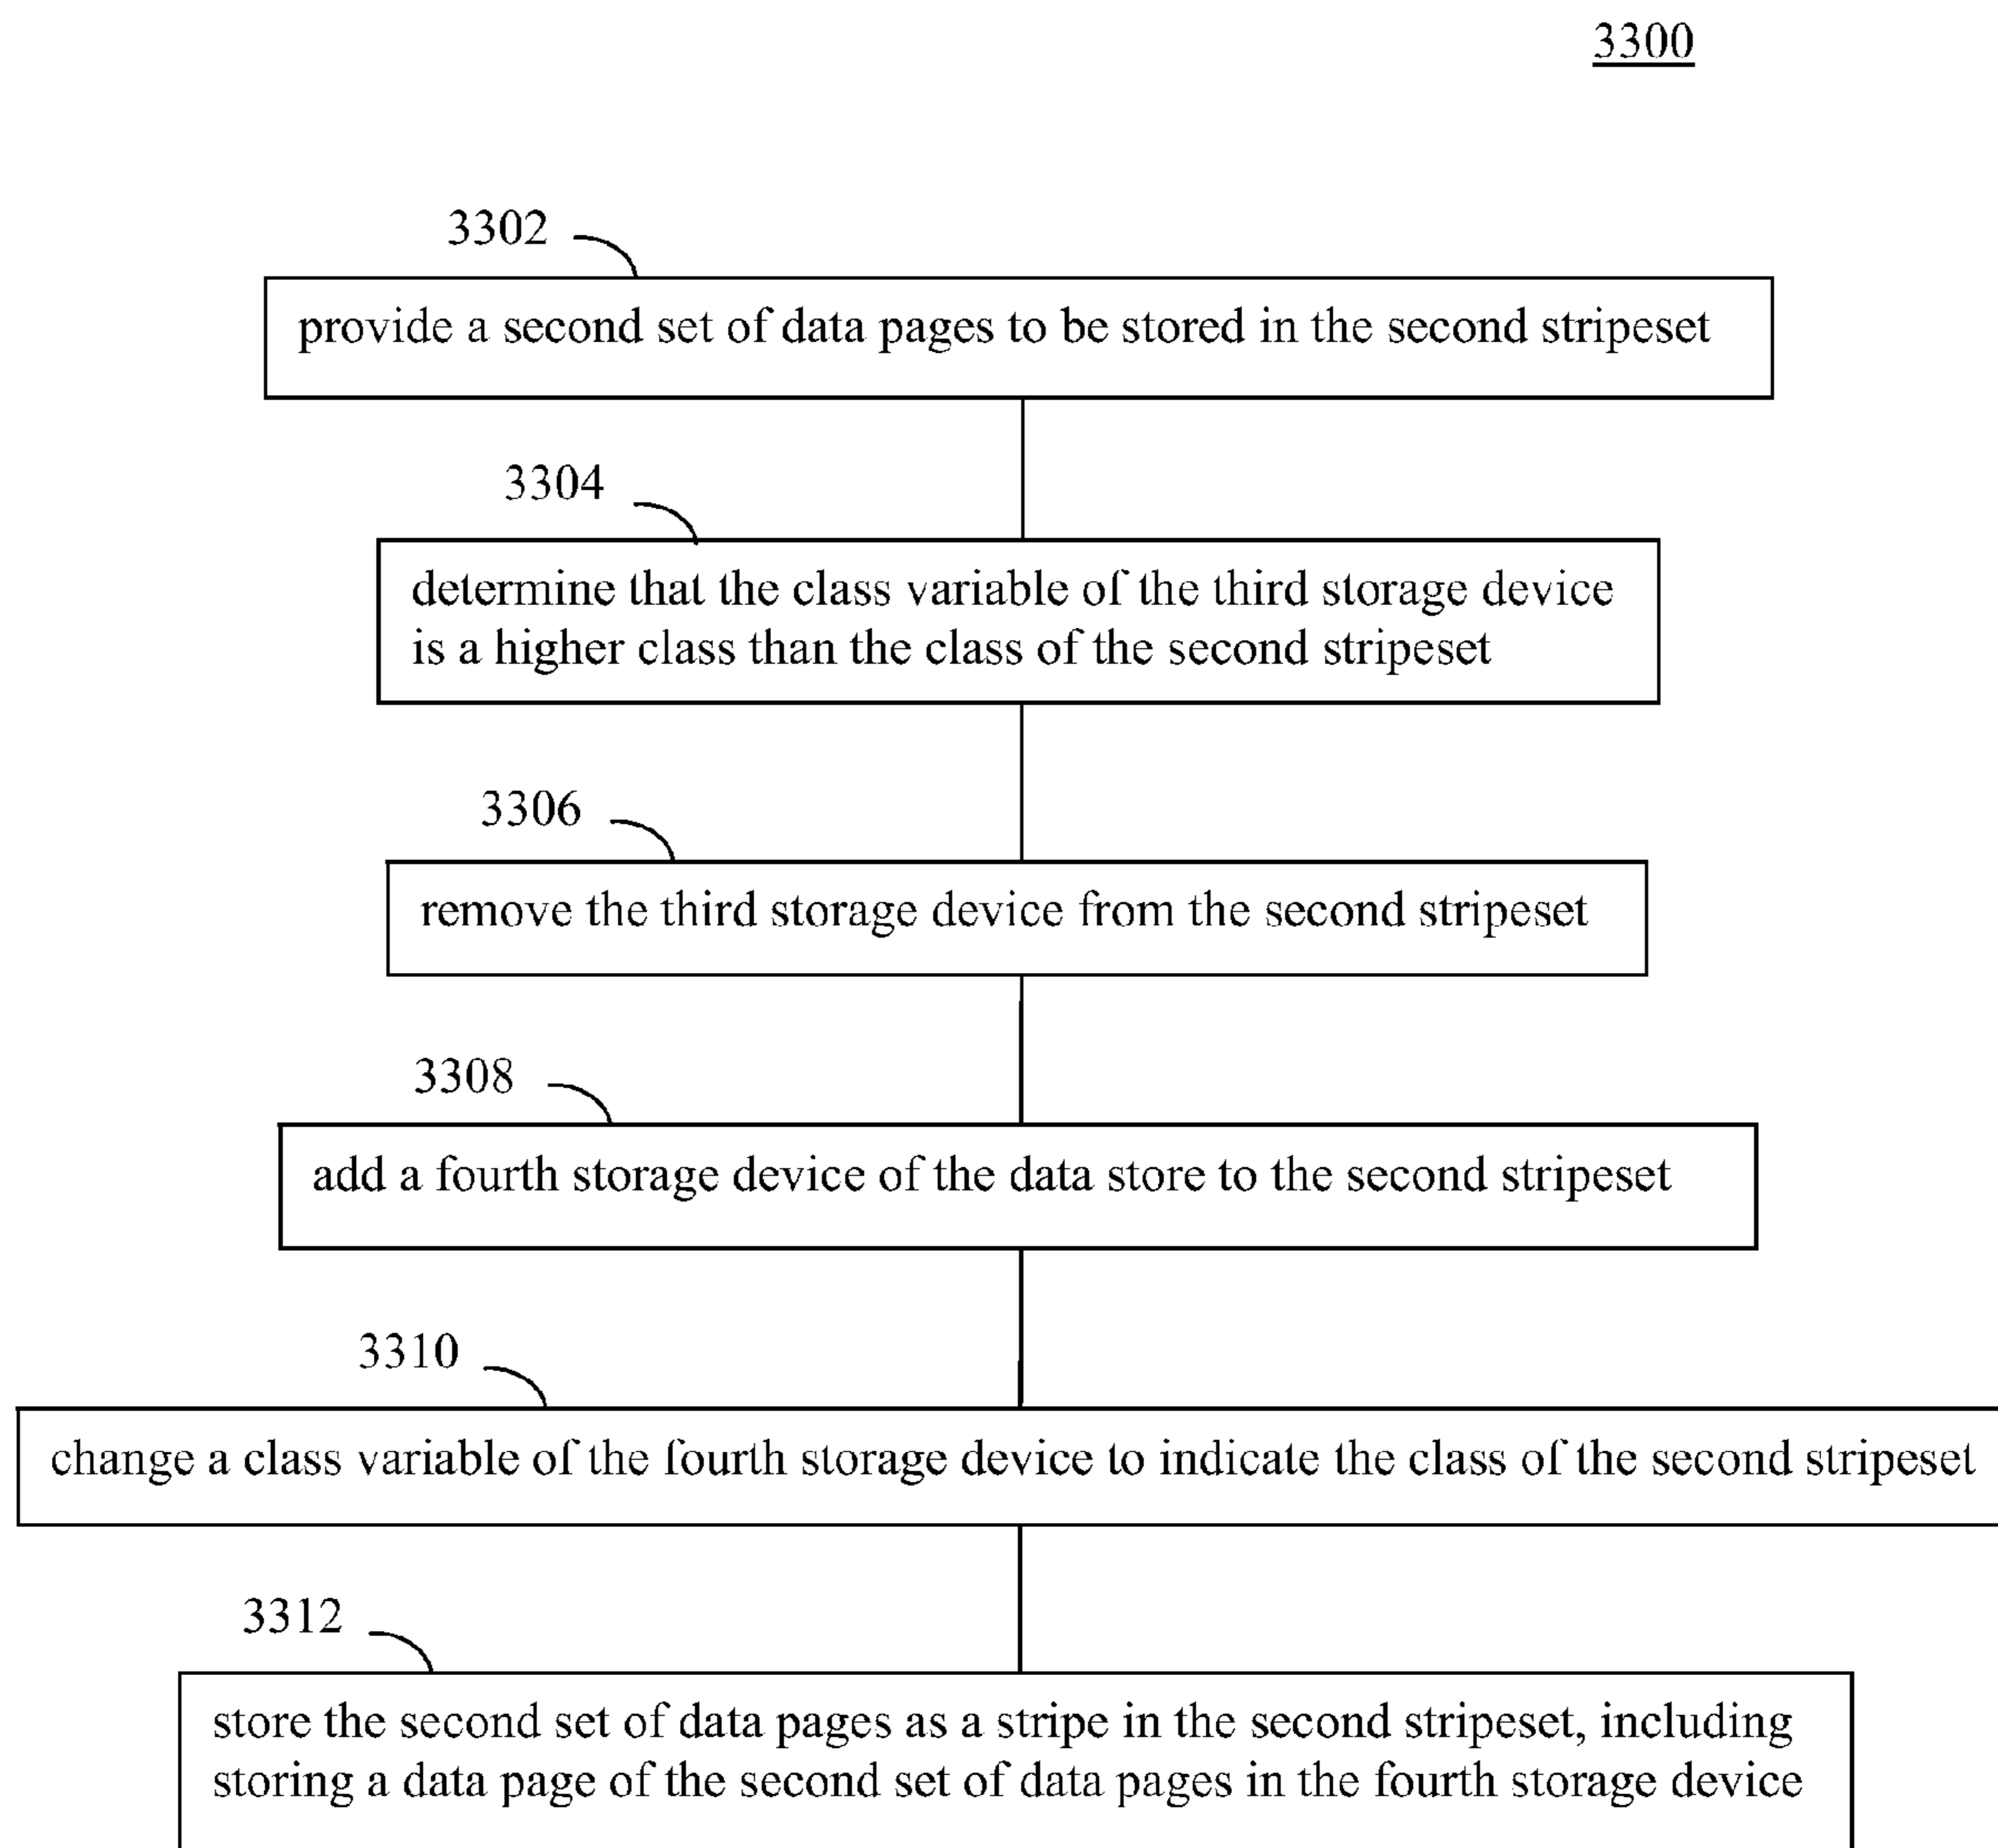 3300
3302
provide a second set of data pages to be stored in the second stripeset
3304
determine that the class variable of the third storage device
is a higher class than the class of the second stripeset
3306
remove the third storage device from the second stripeset
3308
add a fourth storage device of the data store to the second stripeset
3310
change a class variable of the fourth storage device to indicate the class of the second stripeset
3312
store the second set of data pages as a stripe in the second stripeset, including
storing a data page of the second set of data pages in the fourth storage device